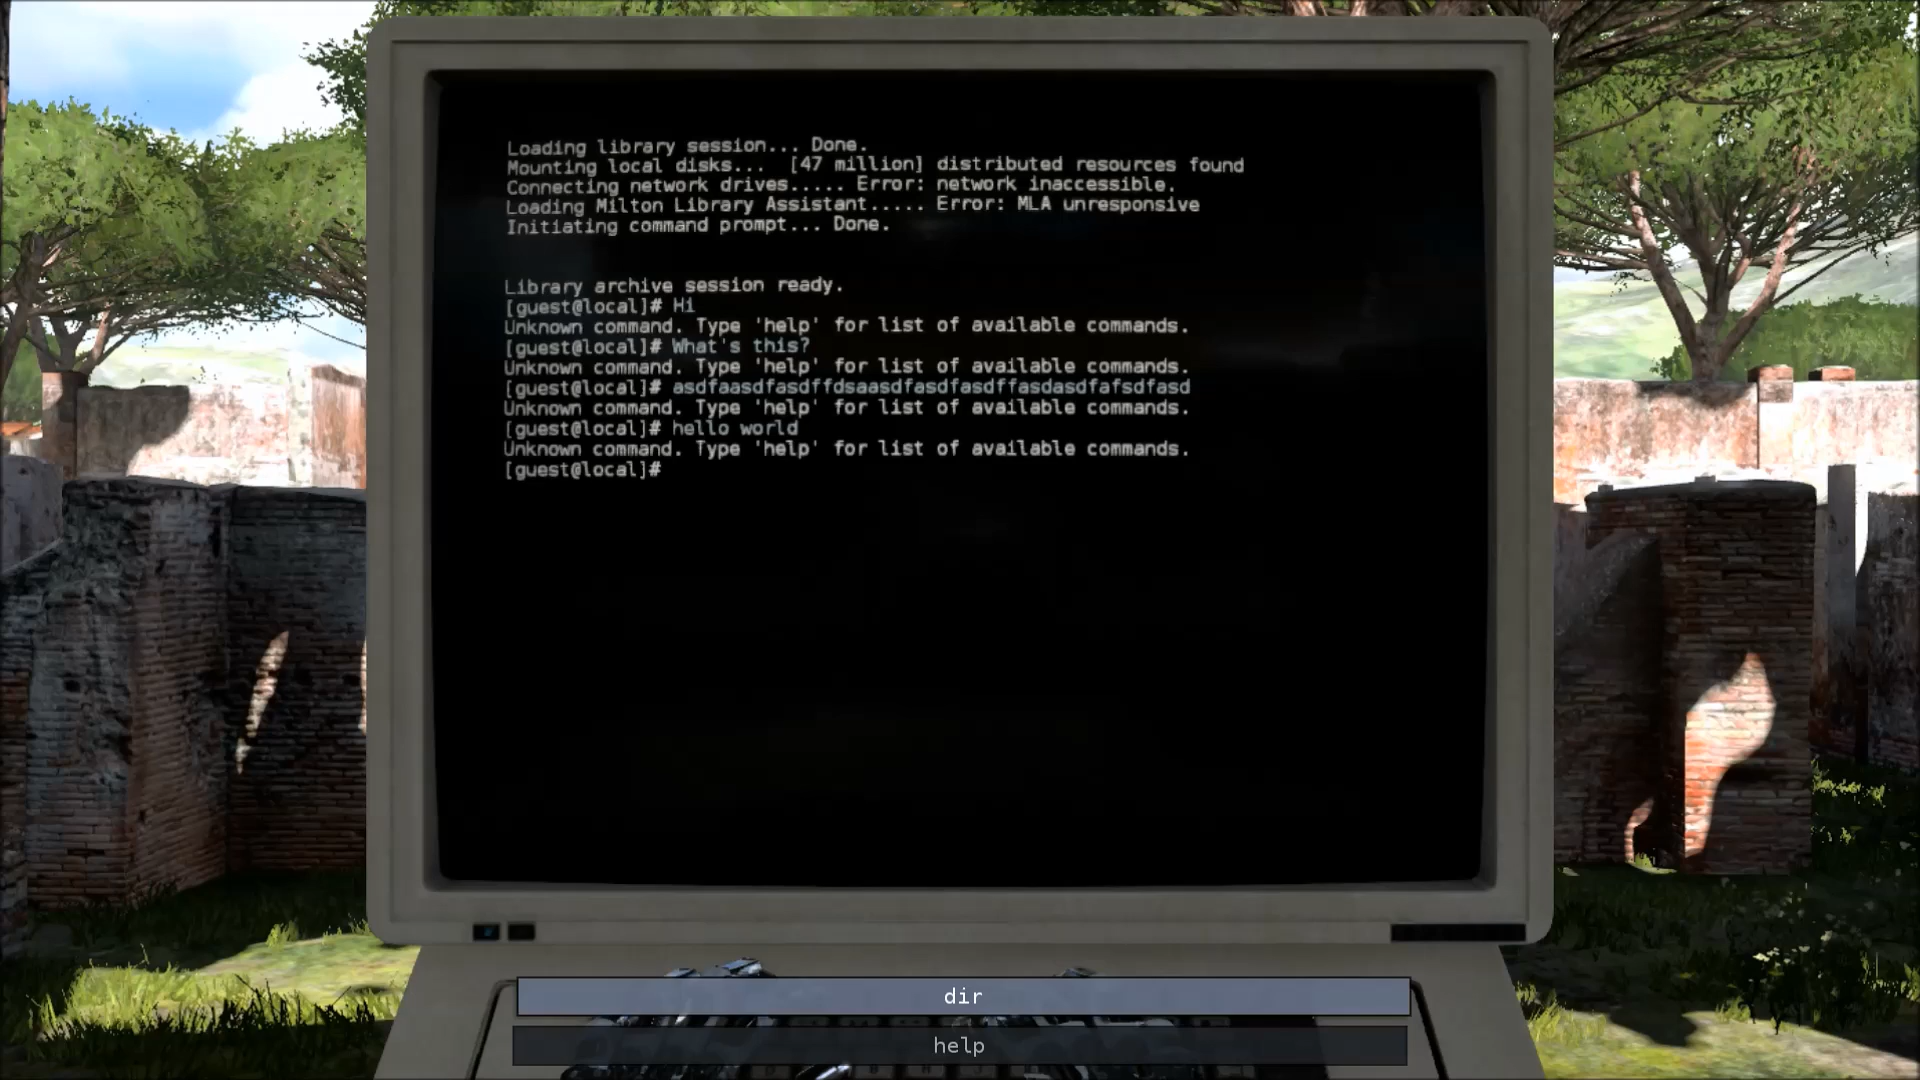 Loading library session... Done.
Mounting local disks...  [47 million] distributed resources found
Connecting network drives..... Error: network inaccessible.
Loading Milton Library Assistant..... Error: MLA unresponsive
Initiating command prompt... Done.
Library archive session ready.
[guest@local]# Hi
Unknown command. Type 'help' for list of available commands.
[guest@local]# What's this?
Unknown command. Type 'help' for list of available commands.
[guest@local]# asdfaasdfasdffdsaasdfasdfasdffasdasdfafsdfasd
Unknown command. Type 'help' for list of available commands.
[guest@local]# hello world
Unknown command. Type 'help' for list of available commands.
[guest@local]#
dir
help